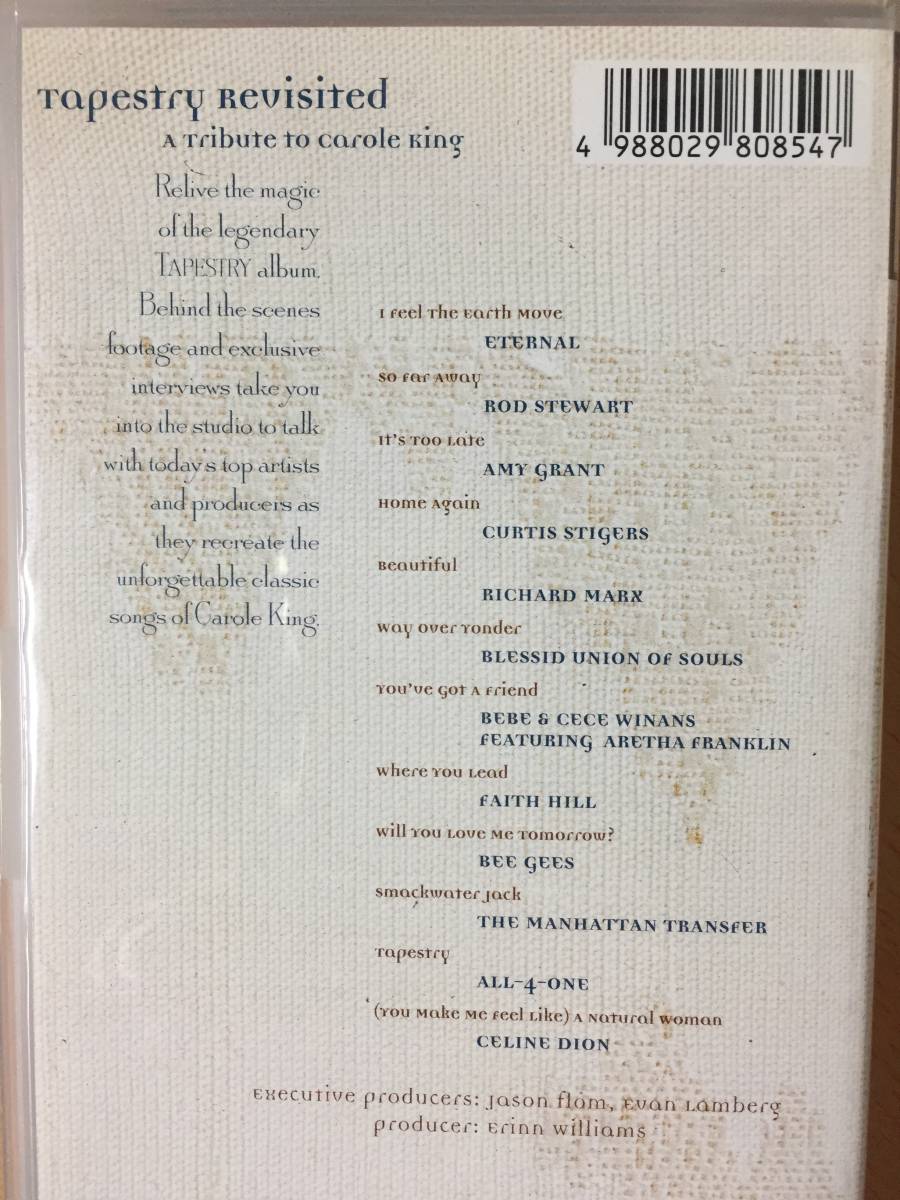 Tapestry Revisited
A Tribute to Carole King
4 988029 808547
Relive the magic
of the legendary
TAPESTRY album.
Behind the scenes
footage and exclusive
interviews take you
into the studio to talk
with today's top artists
and producers as
they recreate the
unforgettable classic
songs of Carole King.
I Feel The Earth Move
ETERNAL
So Far Away
ROD STEWART
It's Too Late
AMY GRANT
Home Again
CURTIS STIGERS
Beautiful
RICHARD MARX
Way Over Yonder
BLESSID UNION OF SOULS
You've Got A Friend
BEBE & CECE WINANS
FEATURING ARETHA FRANKLIN
Where You Lead
FAITH HILL
Will You Love Me Tomorrow?
BEE GEES
Smackwater Jack
THE MANHATTAN TRANSFER
Tapestry
ALL-4-ONE
(You Make Me Feel Like) A Natural Woman
CELINE DION
Executive Producers: Jason Flom, Evan Lamberg
Producer: Erinn Williams